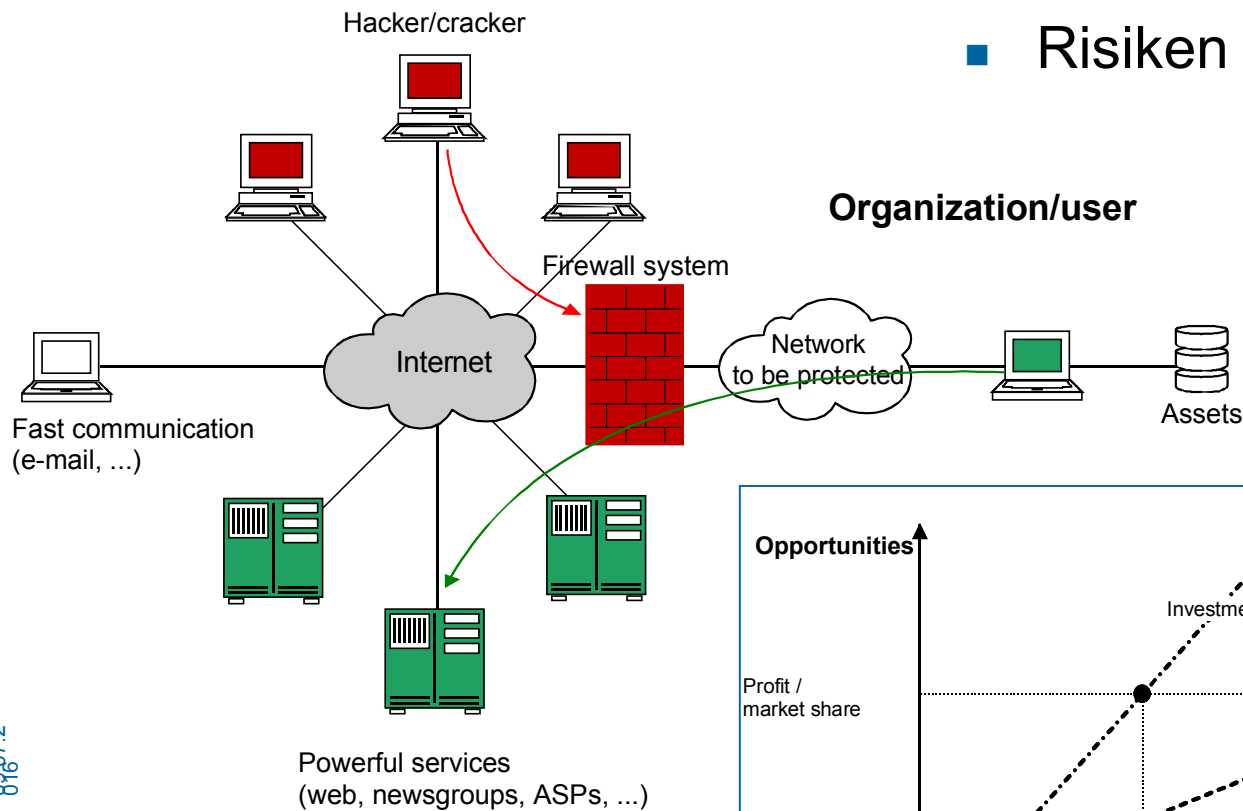 Hacker/cracker
Risiken
Organization/user
Firewall system
Internet
Network
to be protected
Assets
Fast communication
(e-mail, ...)
Powerful services
(web, newsgroups, ASPs, ...)
Opportunities
Profit /
market share
016